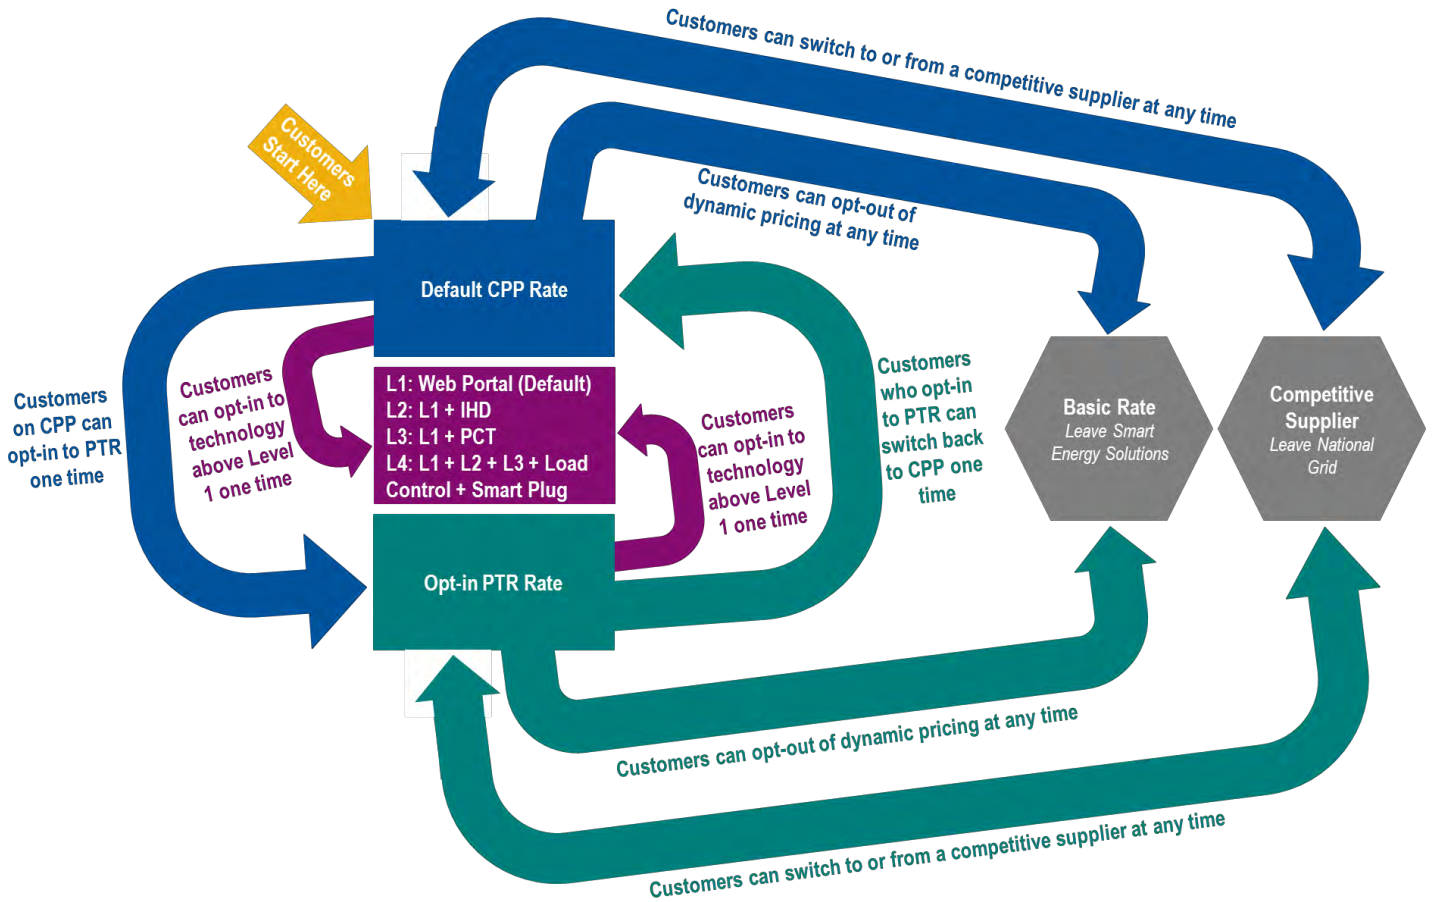 Customers can switch to or from a competitive supplier at any time
Customers
Start Here
Customers can opt-out of
dynamic pricing at any time
Default CPP Rate
Customers
on CPP can
opt-in to PTR
one time
Customers
can opt-in to
technology
above Level
1 one time
L1: Web Portal (Default)
L2: L1 + IHD
L3: L1 + PCT
L4: L1 + L2 + L3 + Load
Control + Smart Plug
Customers
can opt-in to
technology
above Level
1 one time
Customers
who opt-in
to PTR can
switch back
to CPP one
time
Basic Rate
Leave Smart
Energy Solutions
Competitive
Supplier
Leave National
Grid
Opt-in PTR Rate
Customers can opt-out of dynamic pricing at any time
Customers can switch to or from a competitive supplier at any time